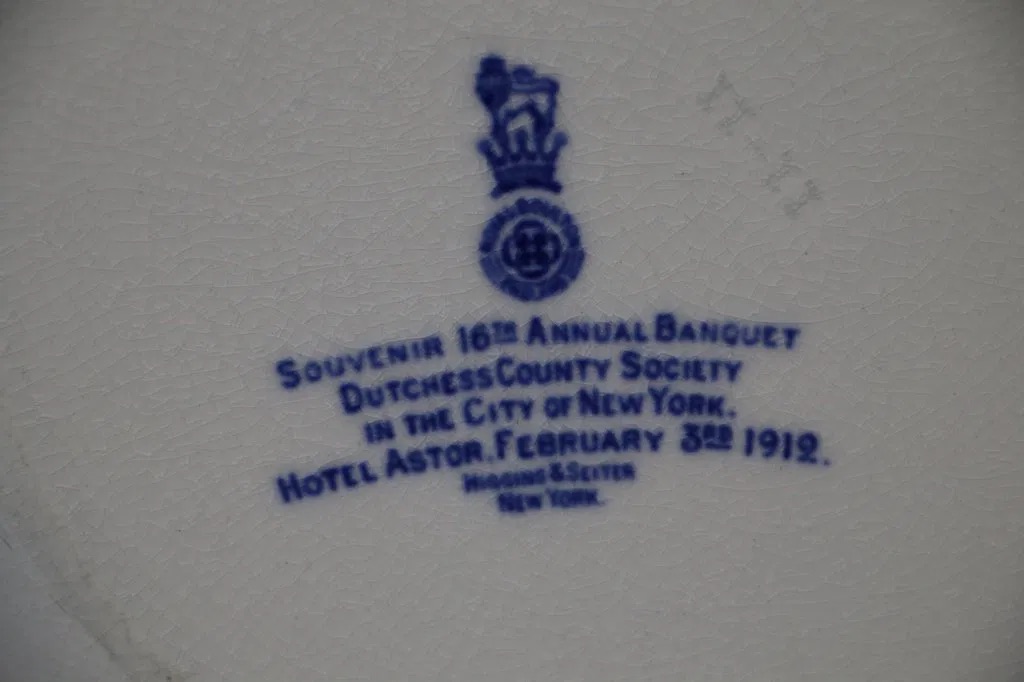 SOUVENIR 16TH ANNUAL BANQUET
DUTCHESS COUNTY SOCIETY
IN THE CITY OF NEW YORK.
HOTEL ASTOR. FEBRUARY 3RD 1912.
HIGGINS & SEITER
NEW YORK.